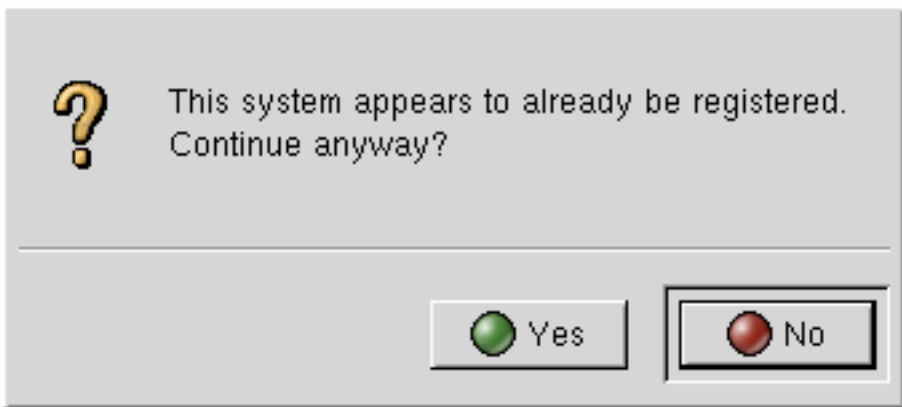 This system appears to already be registered.
Continue anyway?
Yes
No